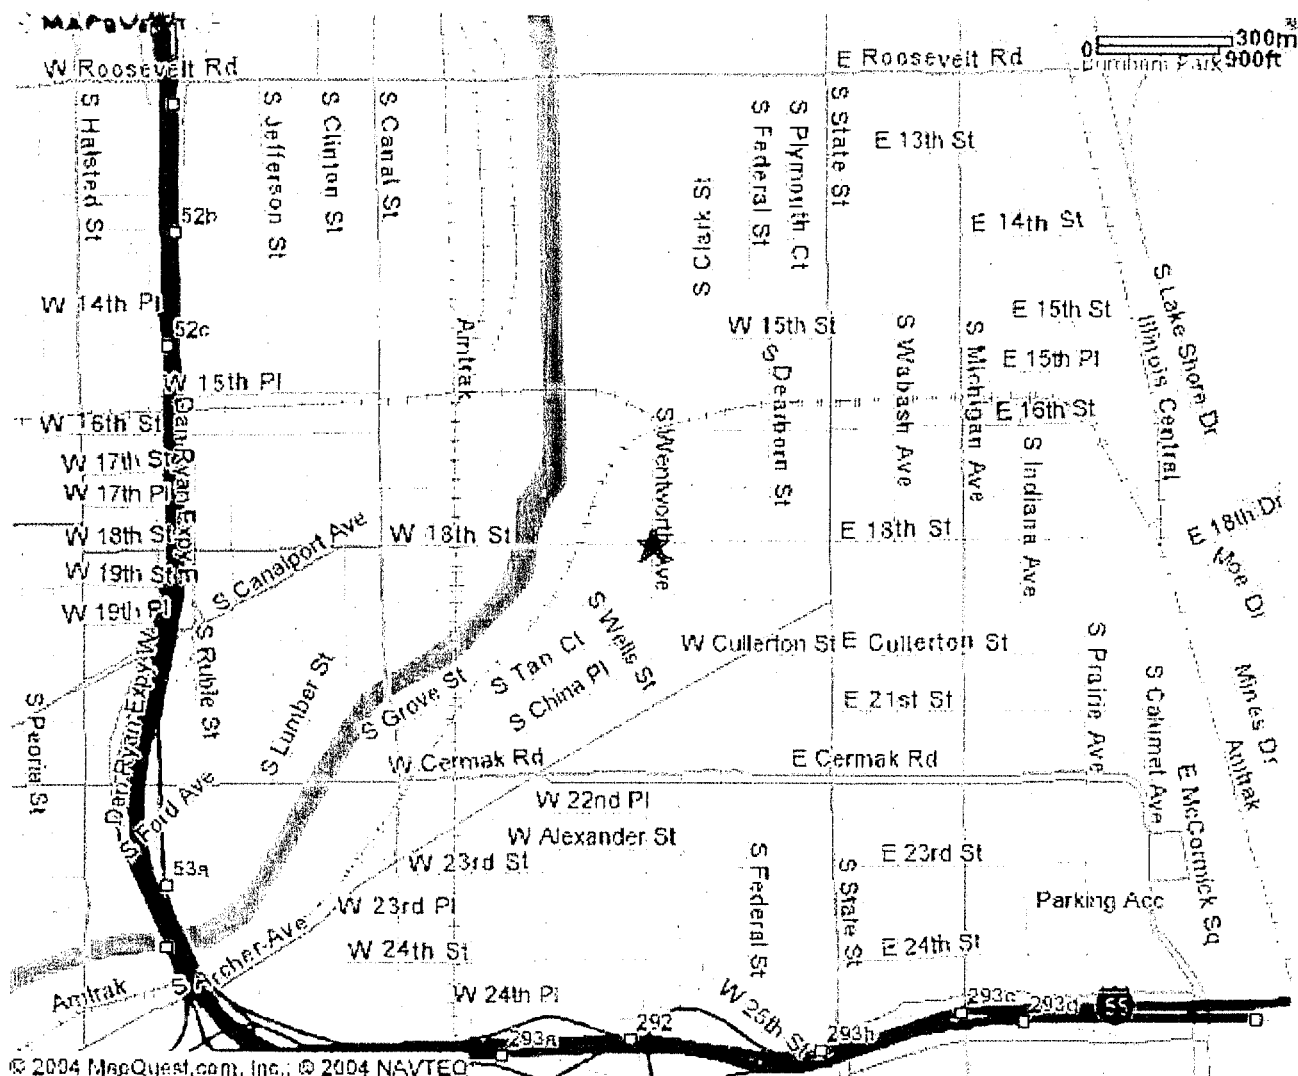 MAPQUEST
300m
0
900ft
W Roosevelt Rd
E Roosevelt Rd
Burnham Park
S Halsted St
S Jefferson St
S Clinton St
S Canal St
S Clark St
S Federal St
S Plymouth Ct
S State St
E 13th St
52b
E 14th St
W 14th Pl
52c
Amtrak
W 15th St
E 15th St
S Lake Shore Dr
Illinois Central
E 15th Pl
W 15th Pl
S Dearborn St
S Wabash Ave
S Michigan Ave
W 16th St
E 16th St
Dan Ryan Expy E
S Wentworth Ave
S Indiana Ave
W 17th St
W 17th Pl
W 18th St
W 18th St
E 18th St
E 18th Dr
S Canalport Ave
W 19th St
E Moe Dr
W 19th Pl
S Ruble St
S Wells St
Dan Ryan Expy W
S Lumber St
S Grove St
S Tan Ct
S China Pl
W Cullerton St
E Cullerton St
S Prairie Ave
S Calumet Ave
Mines Dr
Amtrak
E 21st St
S Peoria St
S Ford Ave
W Cermak Rd
E Cermak Rd
E McCormick Sq
W 22nd Pl
W Alexander St
53a
W 23rd St
E 23rd St
S Federal St
S State St
W 23rd Pl
Parking Acc
S Archer Ave
W 24th St
E 24th St
Amtrak
W 24th Pl
W 25th St
293c
293d
55
293a
292
293b
© 2004 MapQuest.com, Inc.; © 2004 NAVTEQ